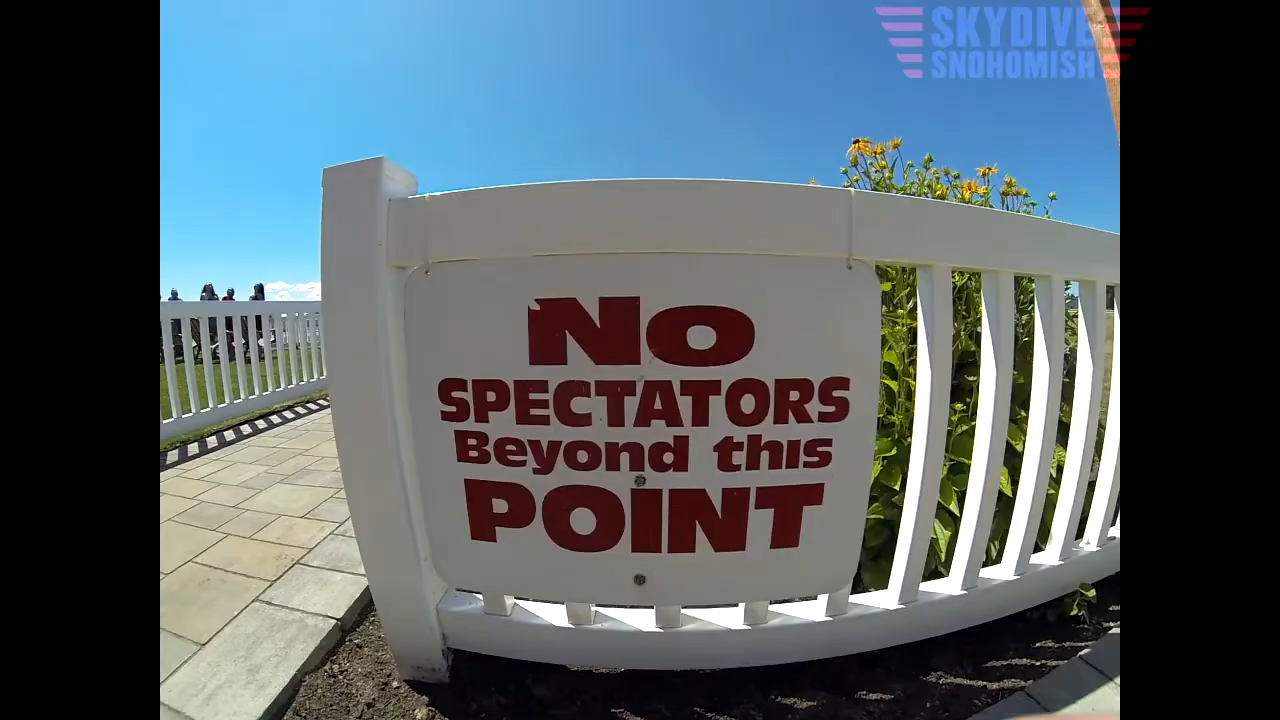 SKYDIVE
SNOHOMISH
No
SPECTATORS
Beyond this
POINT